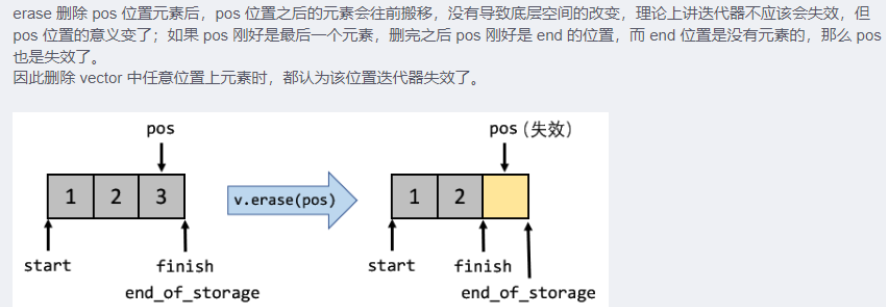 erase 删除 pos 位置元素后，pos 位置之后的元素会往前搬移，没有导致底层空间的改变，理论上讲迭代器不应该会失效，但
pos 位置的意义变了；如果 pos 刚好是最后一个元素，删完之后 pos 刚好是 end 的位置，而 end 位置是没有元素的，那么 pos
也是失效了。
因此删除 vector 中任意位置上元素时，都认为该位置迭代器失效了。
pos
pos（失效）
1 2 3
v.erase(pos)
1 2
start
finish
start
finish
end_of_storage
end_of_storage